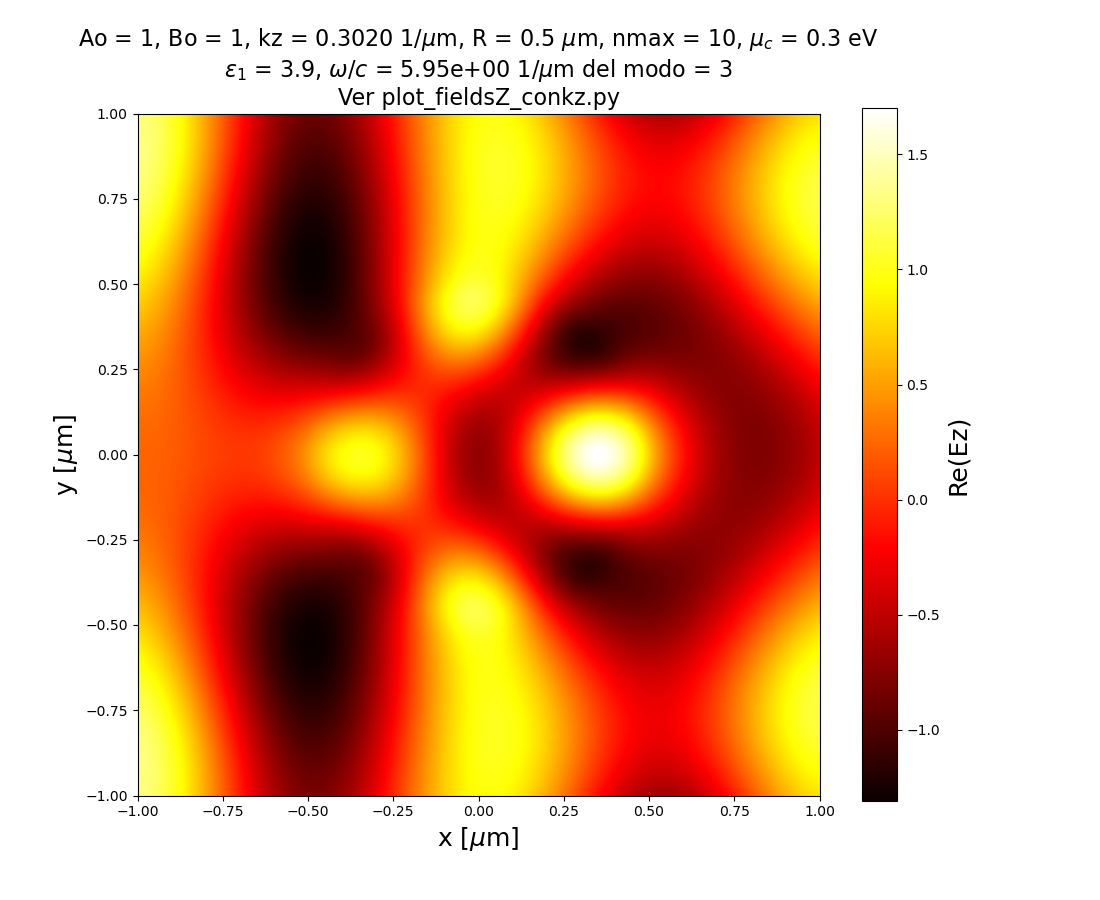 Ao = 1, Bo = 1, kz = 0.3020 1/μm, R = 0.5 μm, nmax = 10, μc = 0.3 eV
ε1 = 3.9, ω/c = 5.95e+00 1/μm del modo = 3
Ver plot_fieldsZ_conkz.py
1.00
0.75
0.50
0.25
0.00
−0.25
−0.50
−0.75
−1.00
y [μm]
−1.00 −0.75 −0.50 −0.25 0.00 0.25 0.50 0.75 1.00
x [μm]
1.5
1.0
0.5
0.0
−0.5
−1.0
Re(Ez)